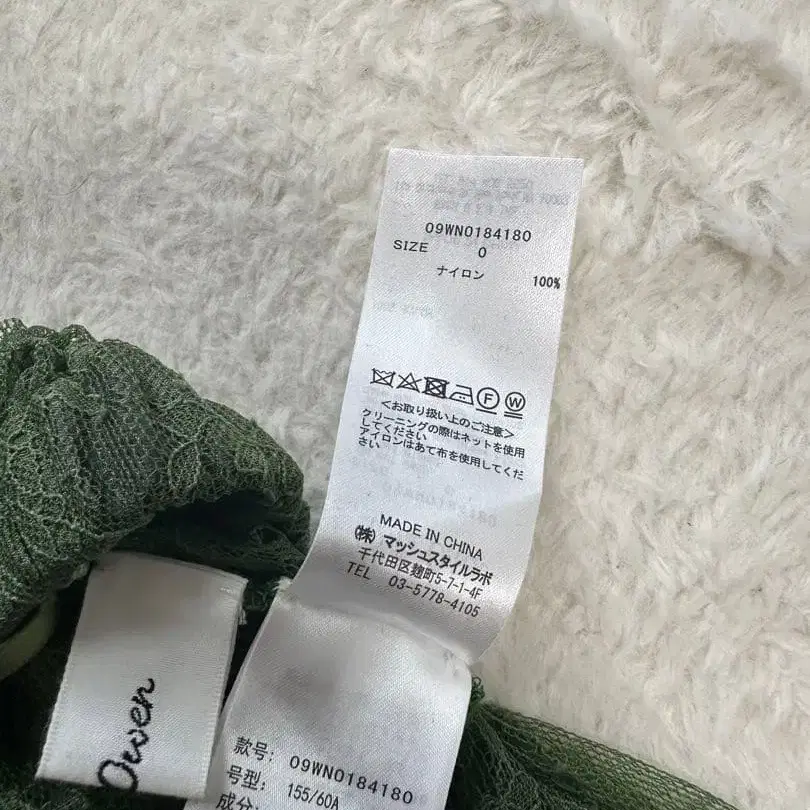 09WN0184180
SIZE 0
ナイロン 100%
F W
<お取り扱い上のご注意>
クリーニングの際はネットを使用
してください
アイロンはあて布を使用してくだ
さい
MADE IN CHINA
(株) マッシュスタイルラボ
千代田区麹町5-7-1-4F
TEL 03-5778-4105
Owen
款号: 09WN0184180
号型: 155/60A
成分: